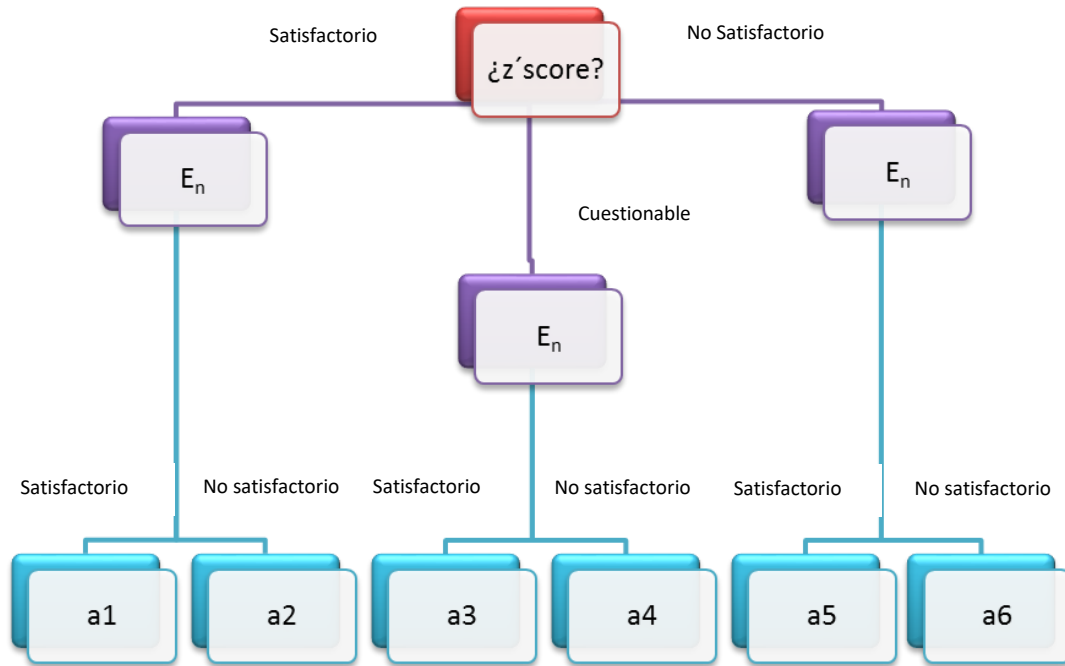 Satisfactorio
No Satisfactorio
¿z´score?
En
En
Cuestionable
En
Satisfactorio
No satisfactorio
Satisfactorio
No satisfactorio
Satisfactorio
No satisfactorio
a1
a2
a3
a4
a5
a6